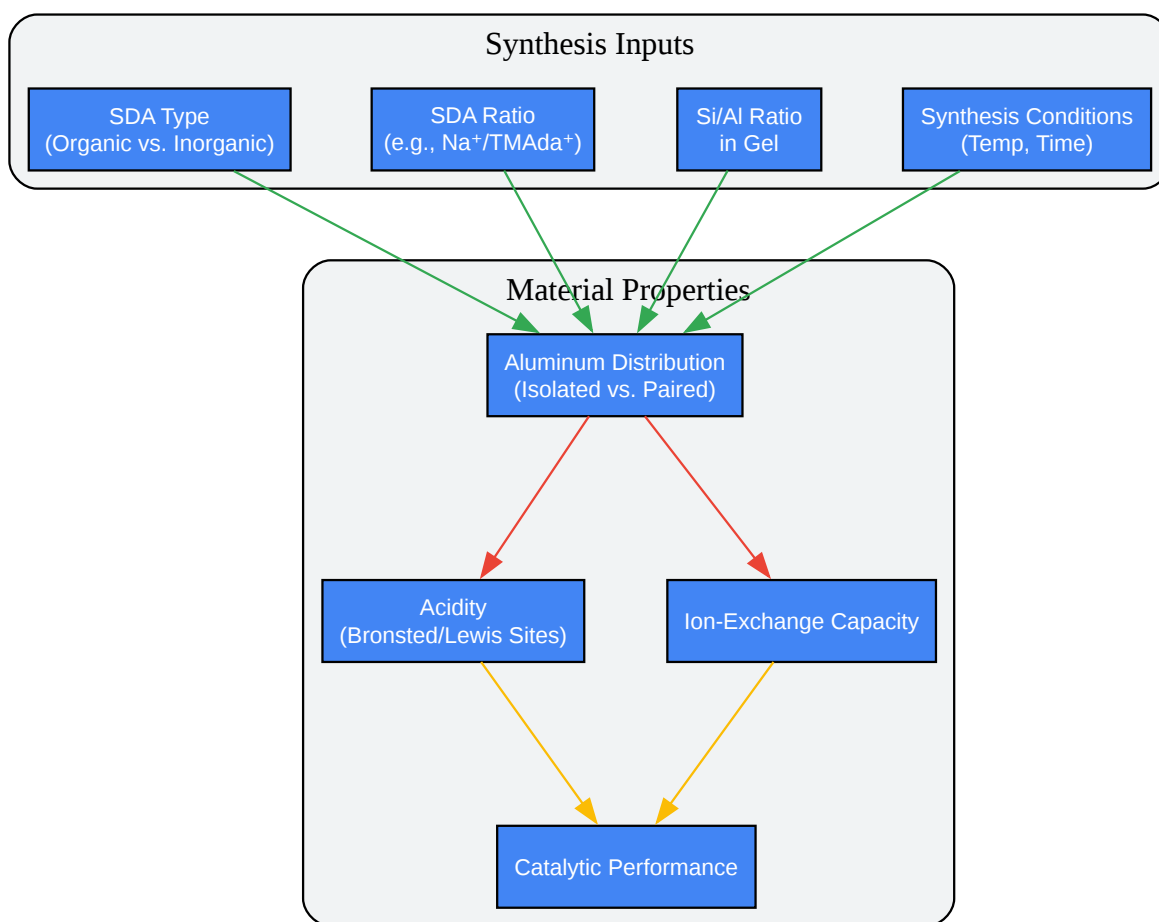 Synthesis Inputs
SDA Type
(Organic vs. Inorganic)
SDA Ratio
(e.g., Na⁺/TMAda⁺)
Si/Al Ratio
in Gel
Synthesis Conditions
(Temp, Time)
Material Properties
Aluminum Distribution
(Isolated vs. Paired)
Acidity
(Bronsted/Lewis Sites)
Ion-Exchange Capacity
Catalytic Performance